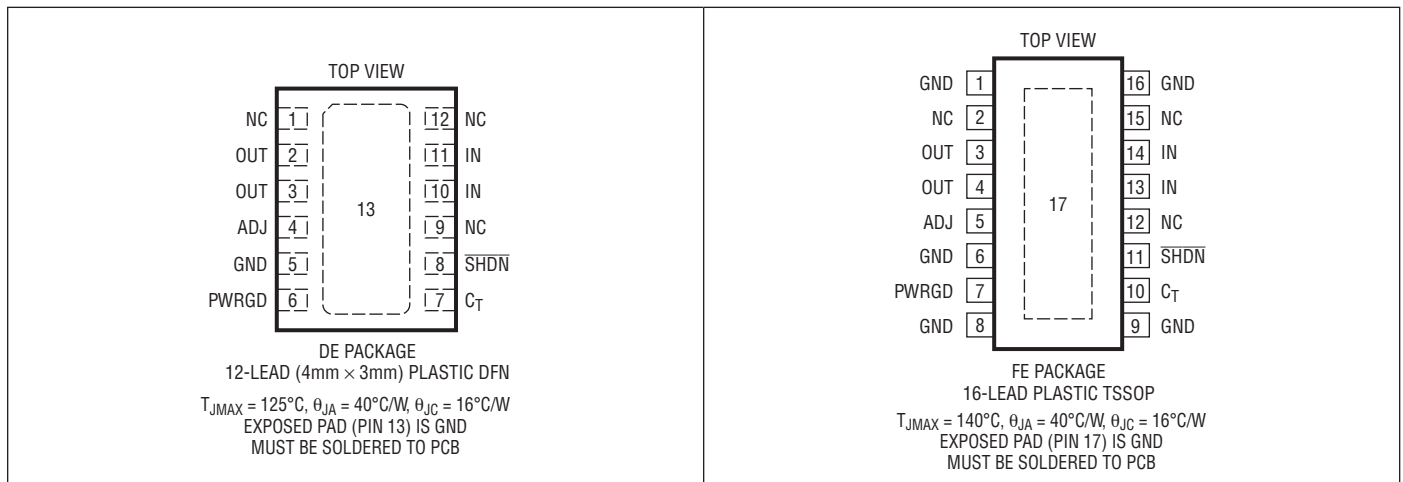 TOP VIEW
NC 1 12 NC
OUT 2 11 IN
OUT 3 10 IN
13
ADJ 4 9 NC
GND 5 8 SHDN
PWRGD 6 7 CT
DE PACKAGE
12-LEAD (4mm × 3mm) PLASTIC DFN
TJMAX = 125°C, θJA = 40°C/W, θJC = 16°C/W
EXPOSED PAD (PIN 13) IS GND
MUST BE SOLDERED TO PCB
TOP VIEW
GND 1 16 GND
NC 2 15 NC
OUT 3 14 IN
OUT 4 13 IN
17
ADJ 5 12 NC
GND 6 11 SHDN
PWRGD 7 10 CT
GND 8 9 GND
FE PACKAGE
16-LEAD PLASTIC TSSOP
TJMAX = 140°C, θJA = 40°C/W, θJC = 16°C/W
EXPOSED PAD (PIN 17) IS GND
MUST BE SOLDERED TO PCB